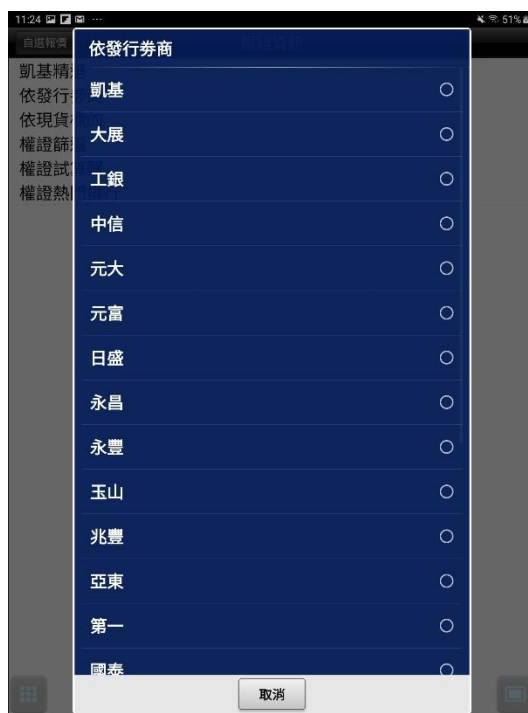 11:24 ... 51%
自選報價
依發行券商
凱基精
依發行
依現貨
權證篩
權證試
權證熱
凱基
大展
工銀
中信
元大
元富
日盛
永昌
永豐
玉山
兆豐
亞東
第一
國泰
取消